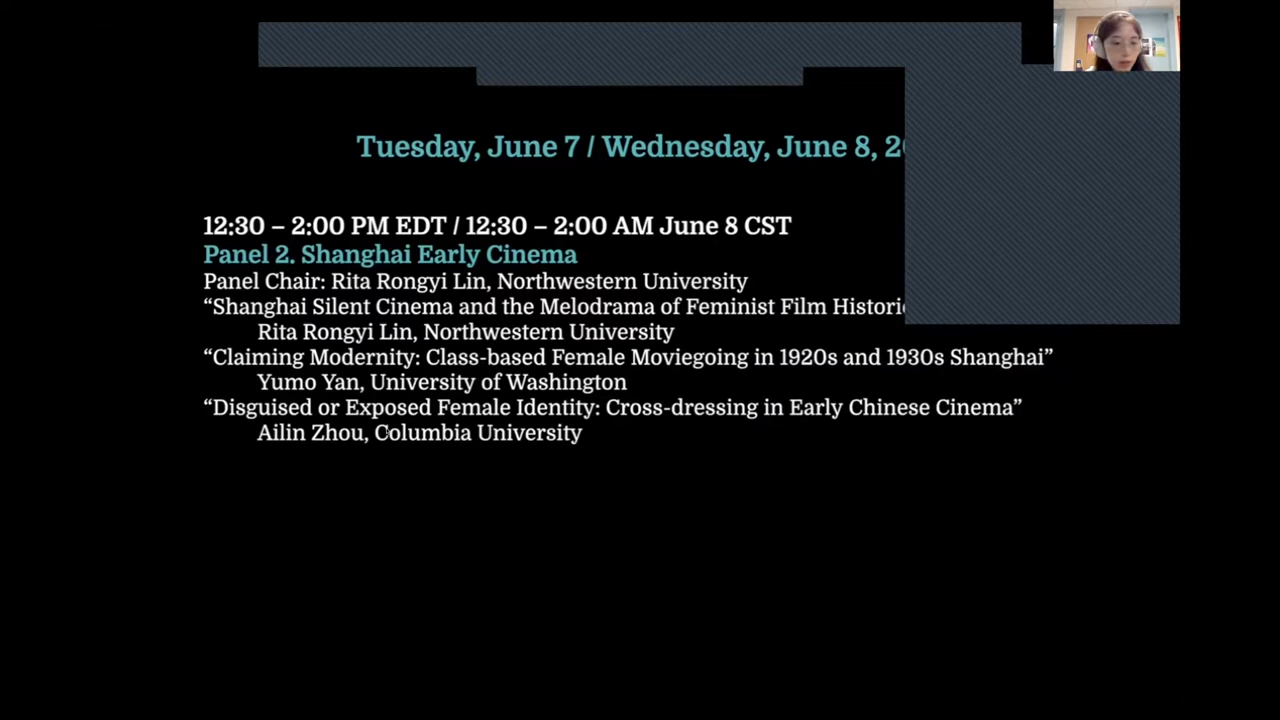 Tuesday, June 7 / Wednesday, June 8,
12:30 – 2:00 PM EDT / 12:30 – 2:00 AM June 8 CST
Panel 2. Shanghai Early Cinema
Panel Chair: Rita Rongyi Lin, Northwestern University
“Shanghai Silent Cinema and the Melodrama of Feminist Film
Rita Rongyi Lin, Northwestern University
“Claiming Modernity: Class-based Female Moviegoing in 1920s and 1930s Shanghai”
Yumo Yan, University of Washington
“Disguised or Exposed Female Identity: Cross-dressing in Early Chinese Cinema”
Ailin Zhou, Columbia University